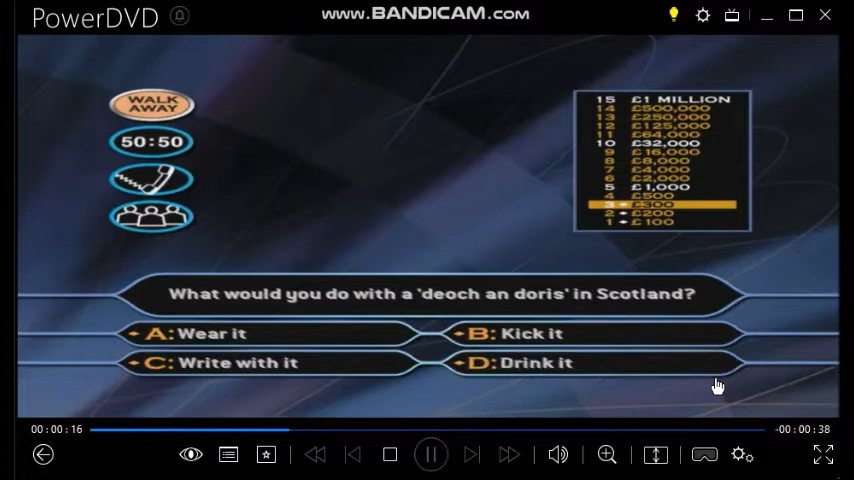 PowerDVD
www.BANDICAM.com
WALK
AWAY
50:50
15 £1 MILLION
14 £500,000
13 £250,000
12 £125,000
11 £64,000
10 £32,000
9 £16,000
8 £8,000
7 £4,000
6 £2,000
5 £1,000
4 £500
3 £300
2 £200
1 £100
What would you do with a 'deoch an doris' in Scotland?
A: Wear it
B: Kick it
C: Write with it
D: Drink it
00:00:16
-00:00:38